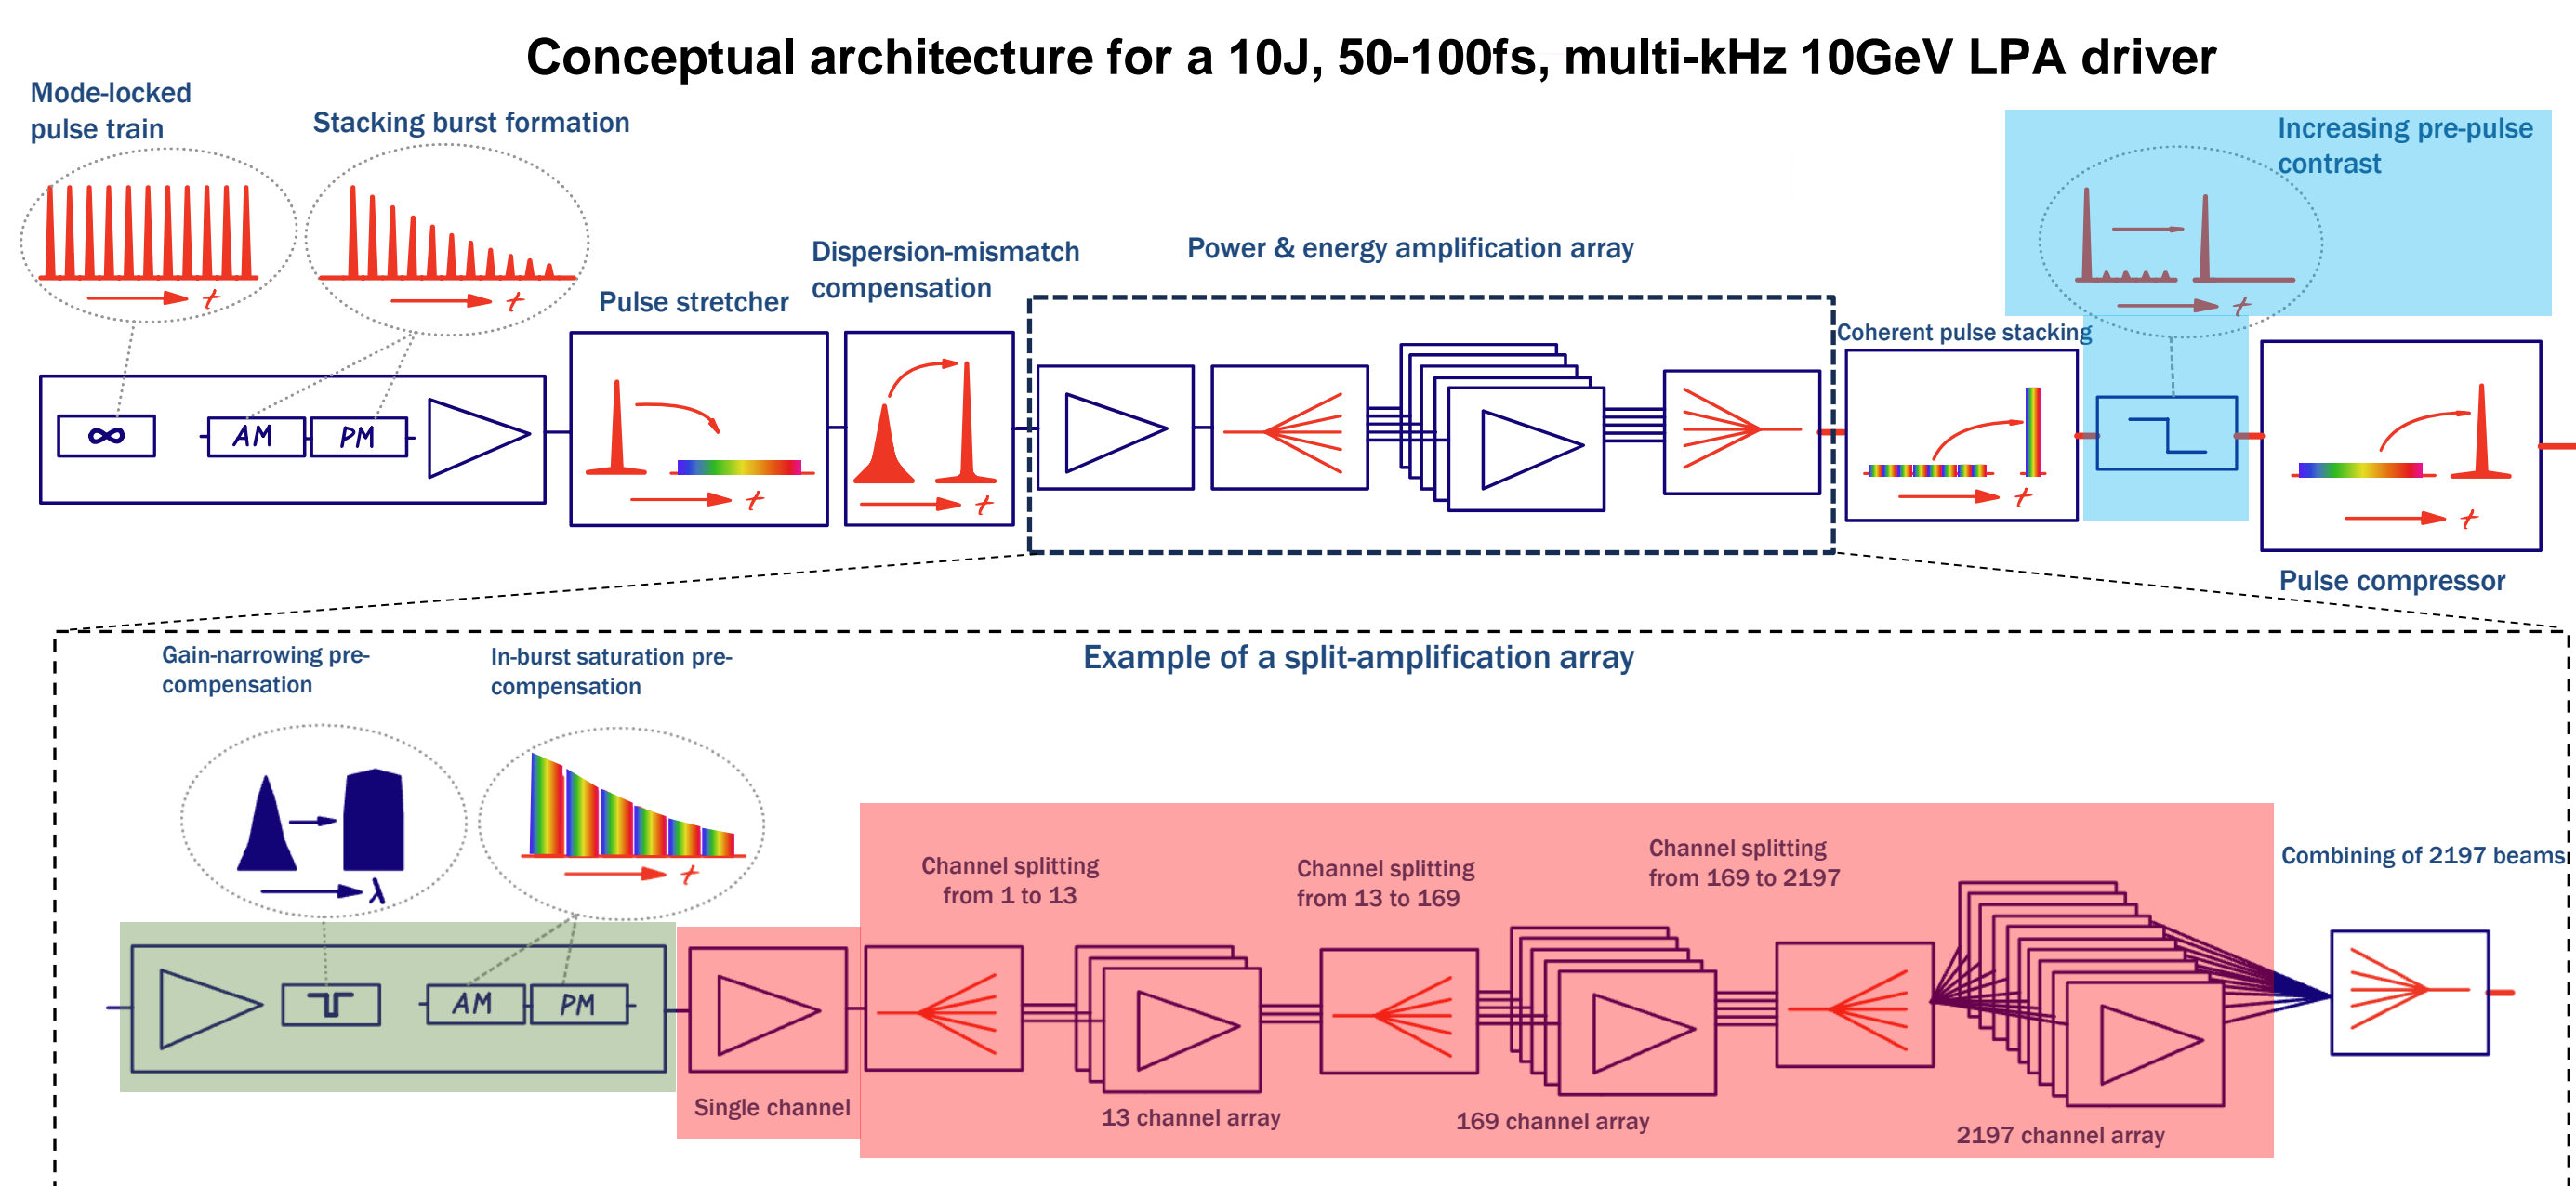 Conceptual architecture for a 10J, 50-100fs, multi-kHz 10GeV LPA driver
Mode-locked
pulse train
Stacking burst formation
Increasing pre-pulse
contrast
t
t
t
Dispersion-mismatch
compensation
Power & energy amplification array
Pulse stretcher
Coherent pulse stacking
∞
AM
PM
t
t
t
t
Pulse compressor
Gain-narrowing pre-
compensation
In-burst saturation pre-
compensation
Example of a split-amplification array
λ
t
Channel splitting
from 1 to 13
Channel splitting
from 13 to 169
Channel splitting
from 169 to 2197
Combining of 2197 beams
AM
PM
Single channel
13 channel array
169 channel array
2197 channel array